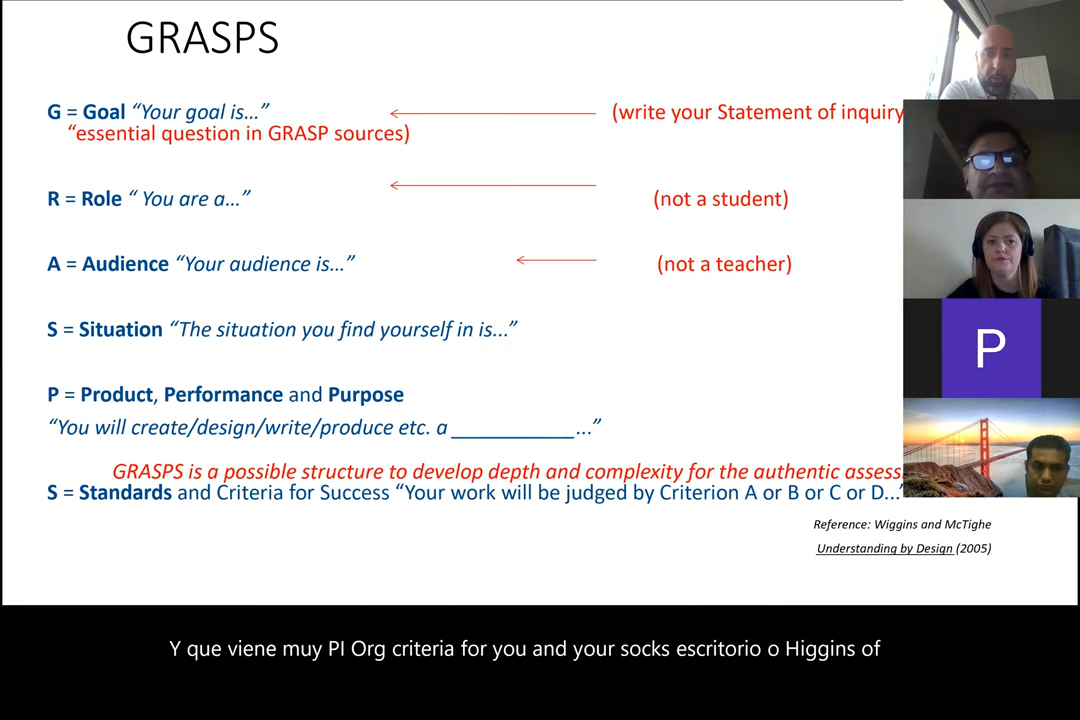 GRASPS
G = Goal “Your goal is...” (write your Statement of inquiry
“essential question in GRASP sources)
R = Role “ You are a...” (not a student)
A = Audience “Your audience is...” (not a teacher)
S = Situation “The situation you find yourself in is...”
P = Product, Performance and Purpose
“You will create/design/write/produce etc. a ___________...”
GRASPS is a possible structure to develop depth and complexity for the authentic assess
S = Standards and Criteria for Success “Your work will be judged by Criterion A or B or C or D...”
Reference: Wiggins and McTighe
Understanding by Design (2005)
P
Y que viene muy PI Org criteria for you and your socks escritorio o Higgins of